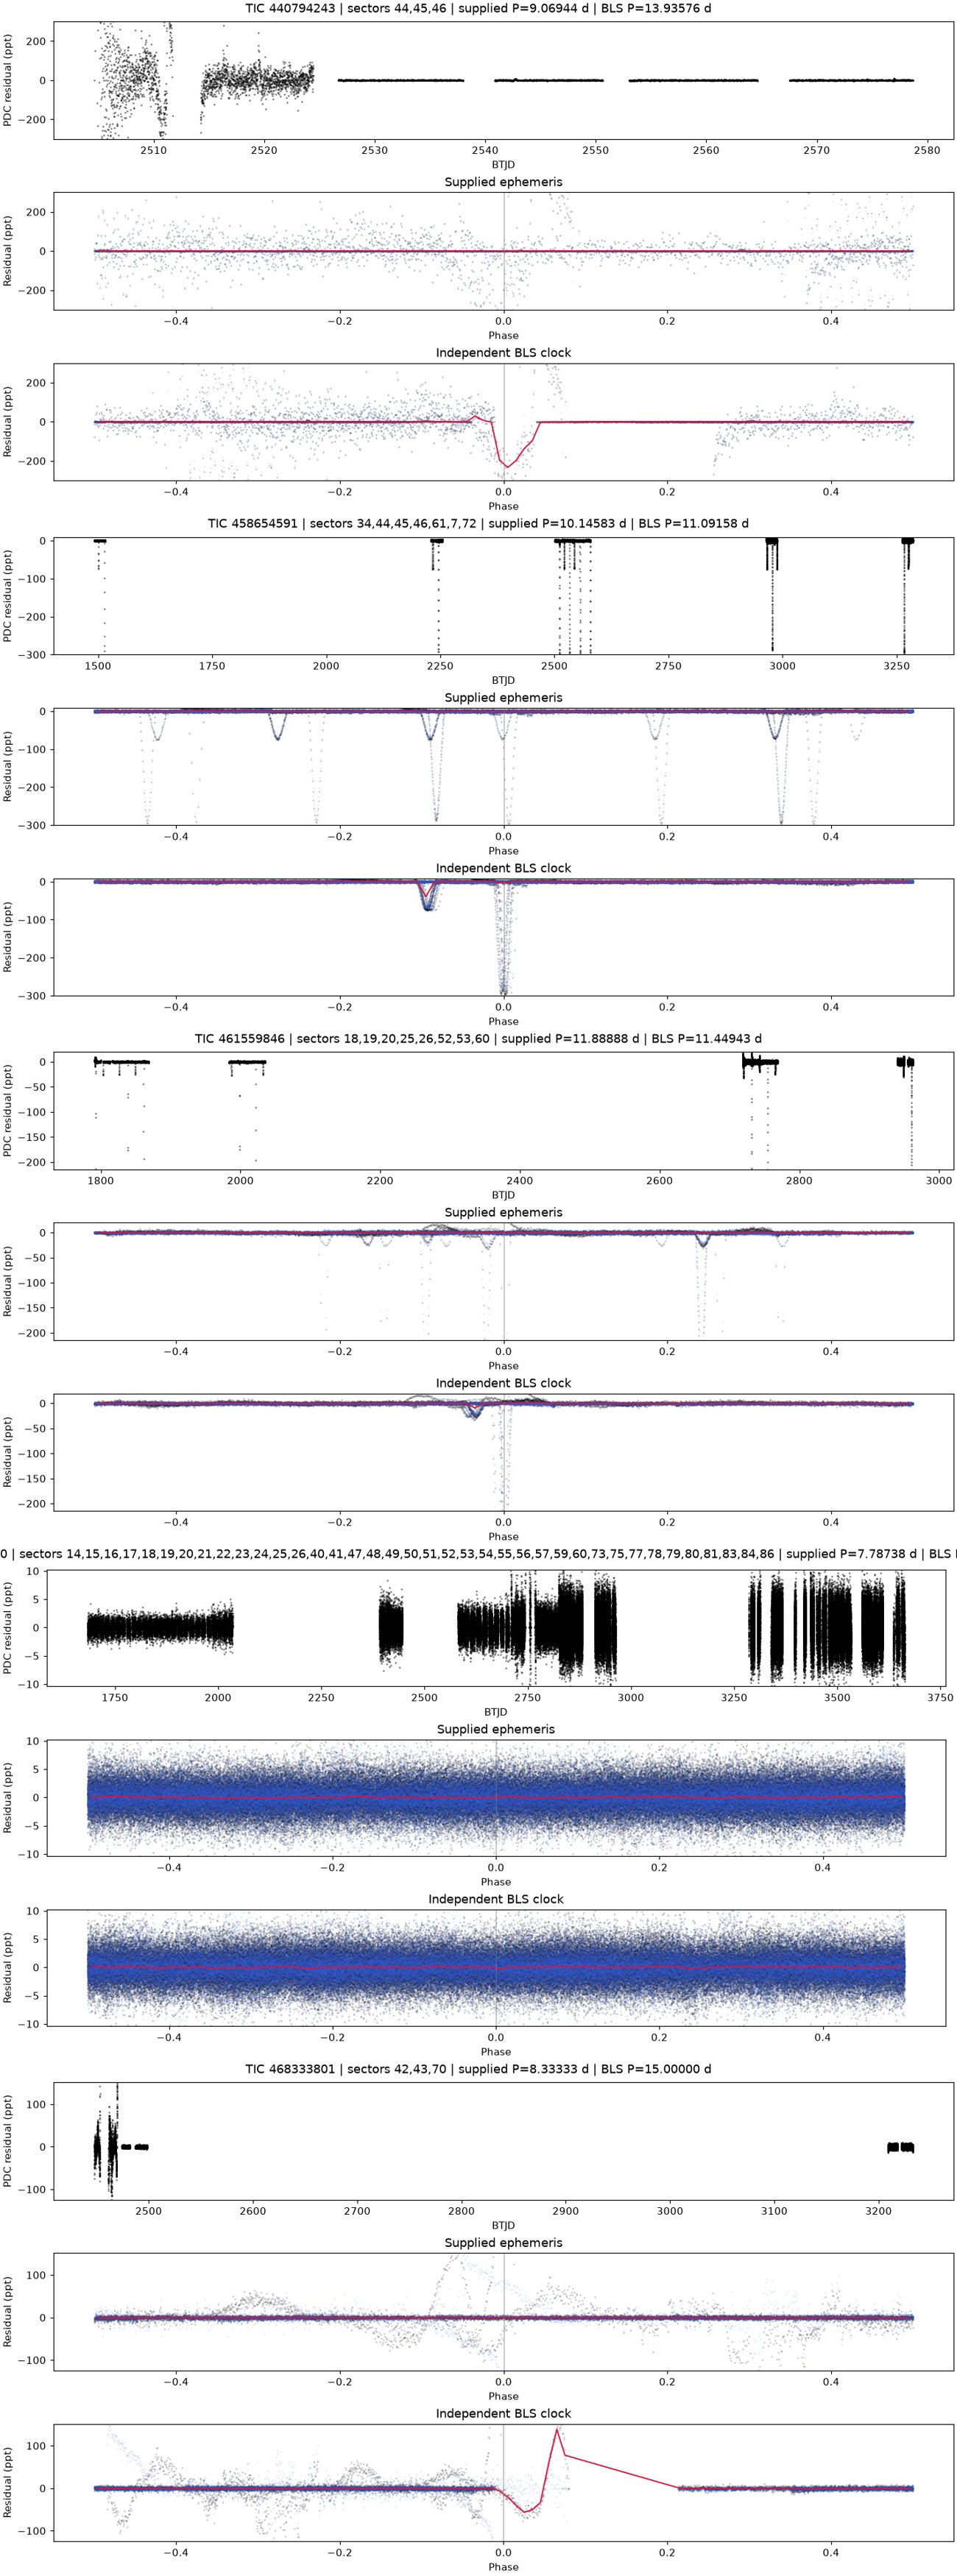 TIC 440794243 | sectors 44,45,46 | supplied P=9.06944 d | BLS P=13.93576 d
PDC residual (ppt)
200
0
−200
2510 2520 2530 2540 2550 2560 2570 2580
BTJD
Supplied ephemeris
Residual (ppt)
200
0
−200
−0.4 −0.2 0.0 0.2 0.4
Phase
Independent BLS clock
Residual (ppt)
200
0
−200
−0.4 −0.2 0.0 0.2 0.4
Phase
TIC 458654591 | sectors 34,44,45,46,61,7,72 | supplied P=10.14583 d | BLS P=11.09158 d
PDC residual (ppt)
0
−100
−200
−300
1500 1750 2000 2250 2500 2750 3000 3250
BTJD
Supplied ephemeris
Residual (ppt)
0
−100
−200
−300
−0.4 −0.2 0.0 0.2 0.4
Phase
Independent BLS clock
Residual (ppt)
0
−100
−200
−300
−0.4 −0.2 0.0 0.2 0.4
Phase
TIC 461559846 | sectors 18,19,20,25,26,52,53,60 | supplied P=11.88888 d | BLS P=11.44943 d
PDC residual (ppt)
0
−50
−100
−150
−200
1800 2000 2200 2400 2600 2800 3000
BTJD
Supplied ephemeris
Residual (ppt)
0
−50
−100
−150
−200
−0.4 −0.2 0.0 0.2 0.4
Phase
Independent BLS clock
Residual (ppt)
0
−50
−100
−150
−200
−0.4 −0.2 0.0 0.2 0.4
Phase
0 | sectors 14,15,16,17,18,19,20,21,22,23,24,25,26,40,41,47,48,49,50,51,52,53,54,55,56,57,59,60,73,75,77,78,79,80,81,83,84,86 | supplied P=7.78738 d | BLS
PDC residual (ppt)
10
5
0
−5
−10
1750 2000 2250 2500 2750 3000 3250 3500 3750
BTJD
Supplied ephemeris
Residual (ppt)
10
5
0
−5
−10
−0.4 −0.2 0.0 0.2 0.4
Phase
Independent BLS clock
Residual (ppt)
10
5
0
−5
−10
−0.4 −0.2 0.0 0.2 0.4
Phase
TIC 468333801 | sectors 42,43,70 | supplied P=8.33333 d | BLS P=15.00000 d
PDC residual (ppt)
100
0
−100
2500 2600 2700 2800 2900 3000 3100 3200
BTJD
Supplied ephemeris
Residual (ppt)
100
0
−100
−0.4 −0.2 0.0 0.2 0.4
Phase
Independent BLS clock
Residual (ppt)
100
0
−100
−0.4 −0.2 0.0 0.2 0.4
Phase